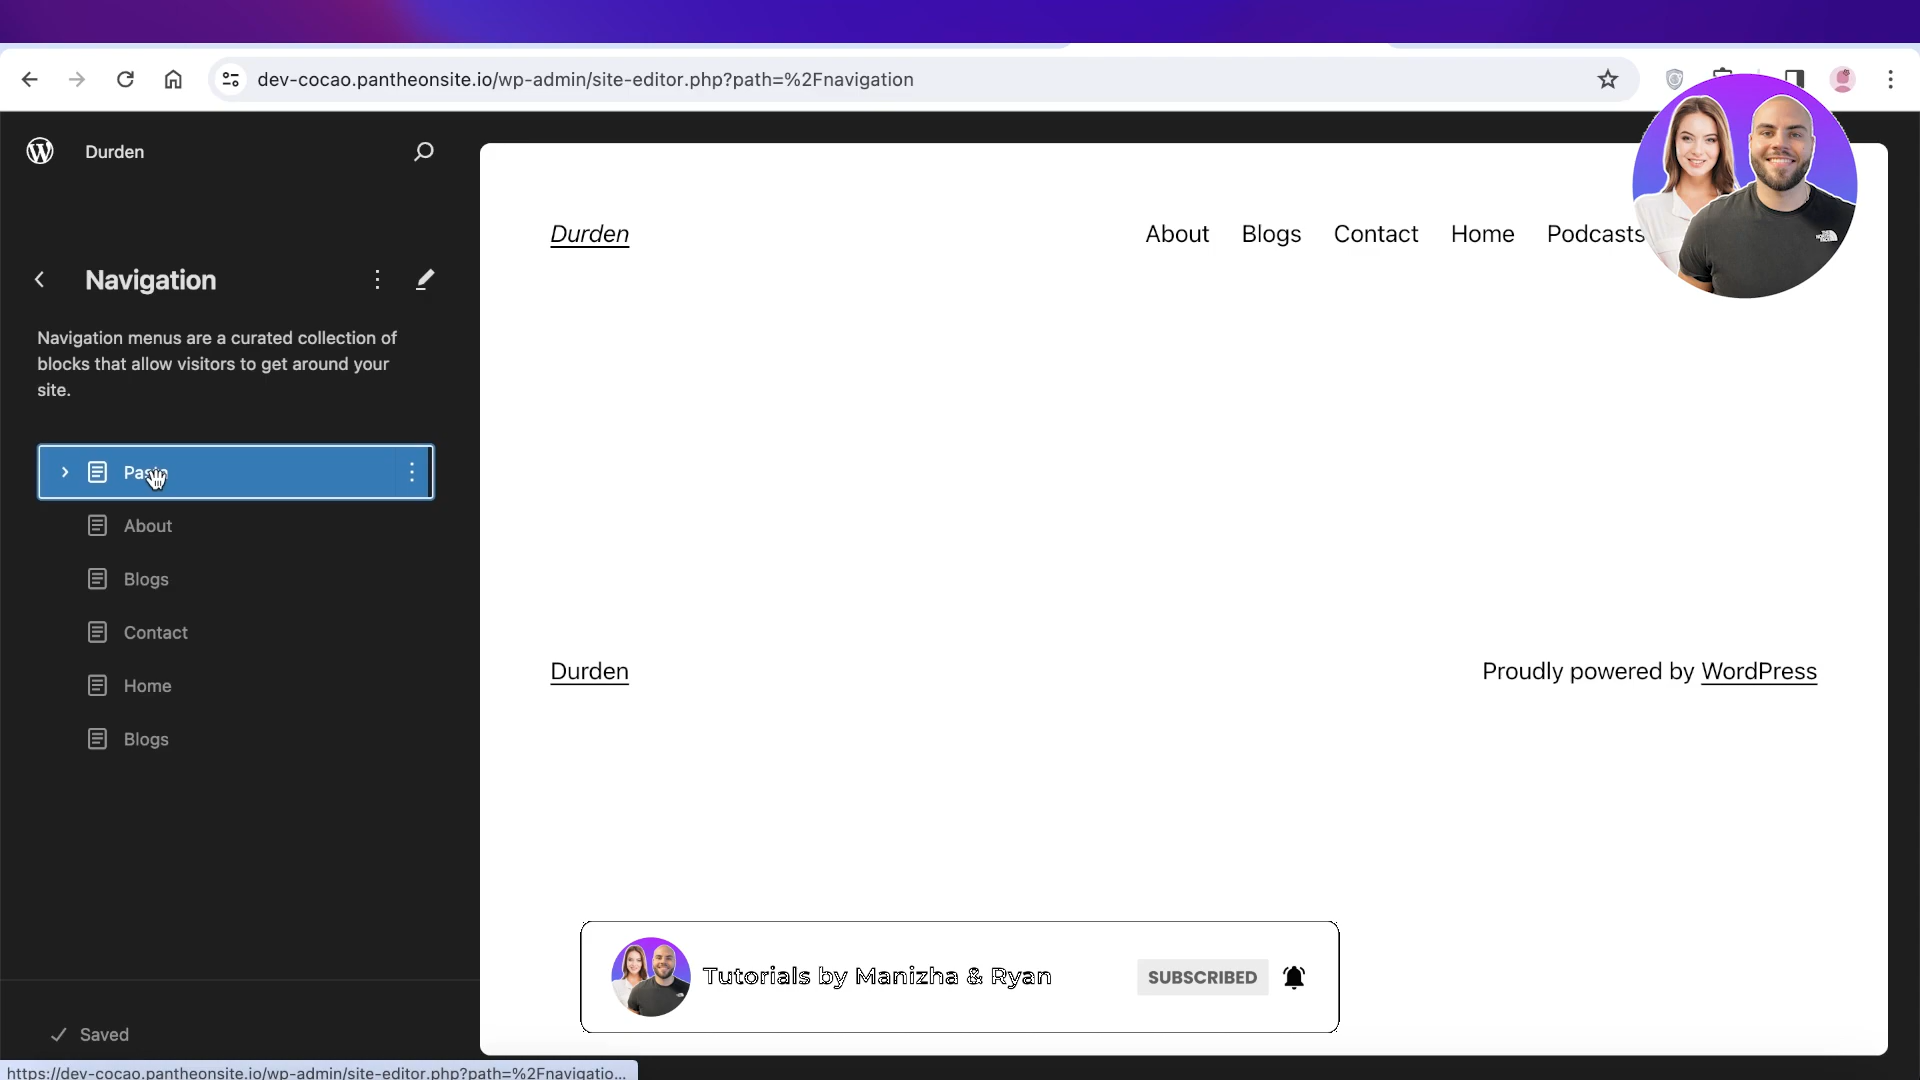 dev-cocao.pantheonsite.io/wp-admin/site-editor.php?path=%2Fnavigation
Durden
Navigation
Navigation menus are a curated collection of
blocks that allow visitors to get around your
site.
About
Blogs
Contact
Home
Blogs
Saved
https://dev-cocao.pantheonsite.io/wp-admin/site-editor.php?path=%2Fnavigatio...
Durden
About Blogs Contact Home Podcasts
Durden
Proudly powered by WordPress
Tutorials by Manizha & Ryan
SUBSCRIBED